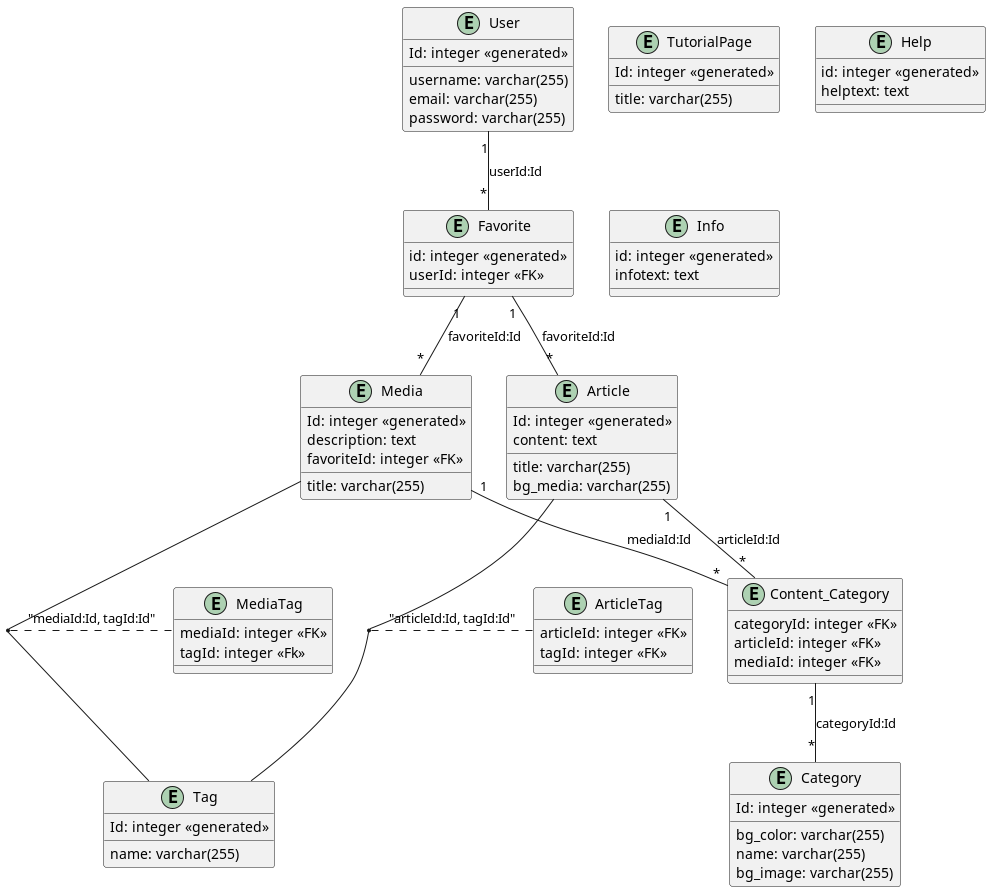 E User
Id: integer «generated»
username: varchar(255)
email: varchar(255)
password: varchar(255)
E TutorialPage
Id: integer «generated»
title: varchar(255)
E Help
id: integer «generated»
helptext: text
1
userId:Id
*
E Favorite
id: integer «generated»
userId: integer «FK»
E Info
id: integer «generated»
infotext: text
1
favoriteId:Id
*
1
favoriteId:Id
*
E Media
Id: integer «generated»
description: text
favoriteId: integer «FK»
title: varchar(255)
E Article
Id: integer «generated»
content: text
title: varchar(255)
bg_media: varchar(255)
1
mediaId:Id
*
1
articleId:Id
*
"mediaId:Id, tagId:Id"
E MediaTag
mediaId: integer «FK»
tagId: integer «Fk»
"articleId:Id, tagId:Id"
E ArticleTag
articleId: integer «FK»
tagId: integer «FK»
E Content_Category
categoryId: integer «FK»
articleId: integer «FK»
mediaId: integer «FK»
1
categoryId:Id
*
E Tag
Id: integer «generated»
name: varchar(255)
E Category
Id: integer «generated»
bg_color: varchar(255)
name: varchar(255)
bg_image: varchar(255)